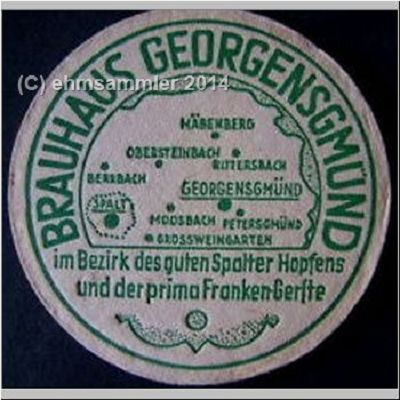 BRAUHAUS GEORGENSGMÜND
(C) ehmsammler 2014
MÄBENBERG
OBERSTEINBACH
RITTERSBACH
BERRBACH
GEORGENSGMÜND
SPALT
MOOSBACH
PETERSGMÜND
GROSSWEINGARTEN
im Bezirk des guten Spalter Hopfens
und der prima Franken-Gerste